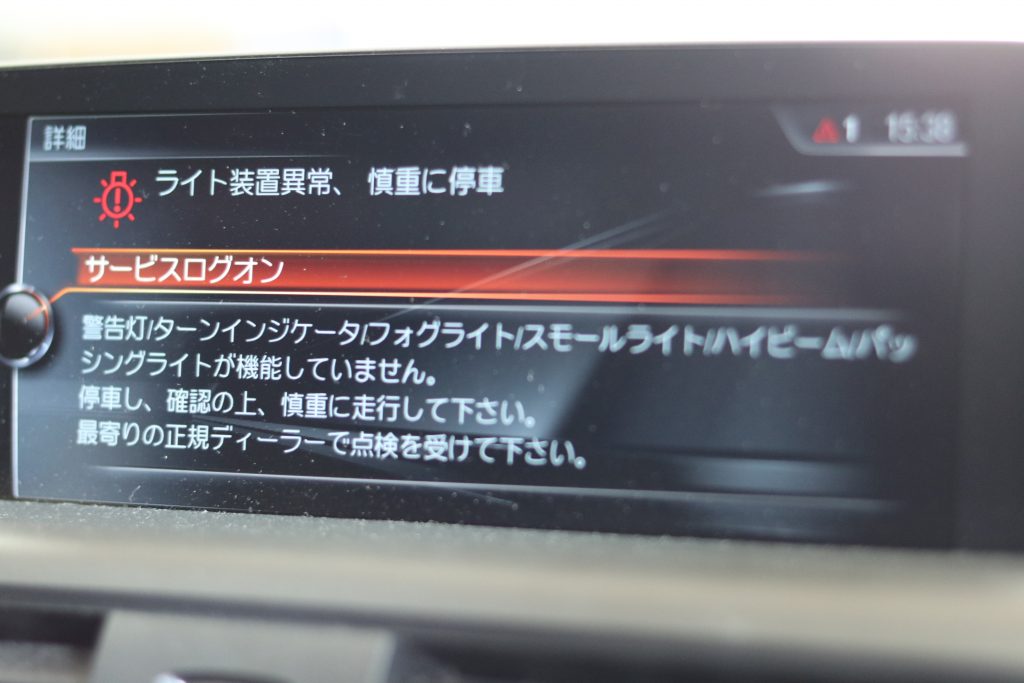 詳細
1 15:38
ライト装置異常、 慎重に停車
サービスログオン
警告灯/ターンインジケータ/フォグライト/スモールライト/ハイビーム/パッ
シングライトが機能していません。
停車し、確認の上、慎重に走行して下さい。
最寄りの正規ディーラーで点検を受けて下さい。